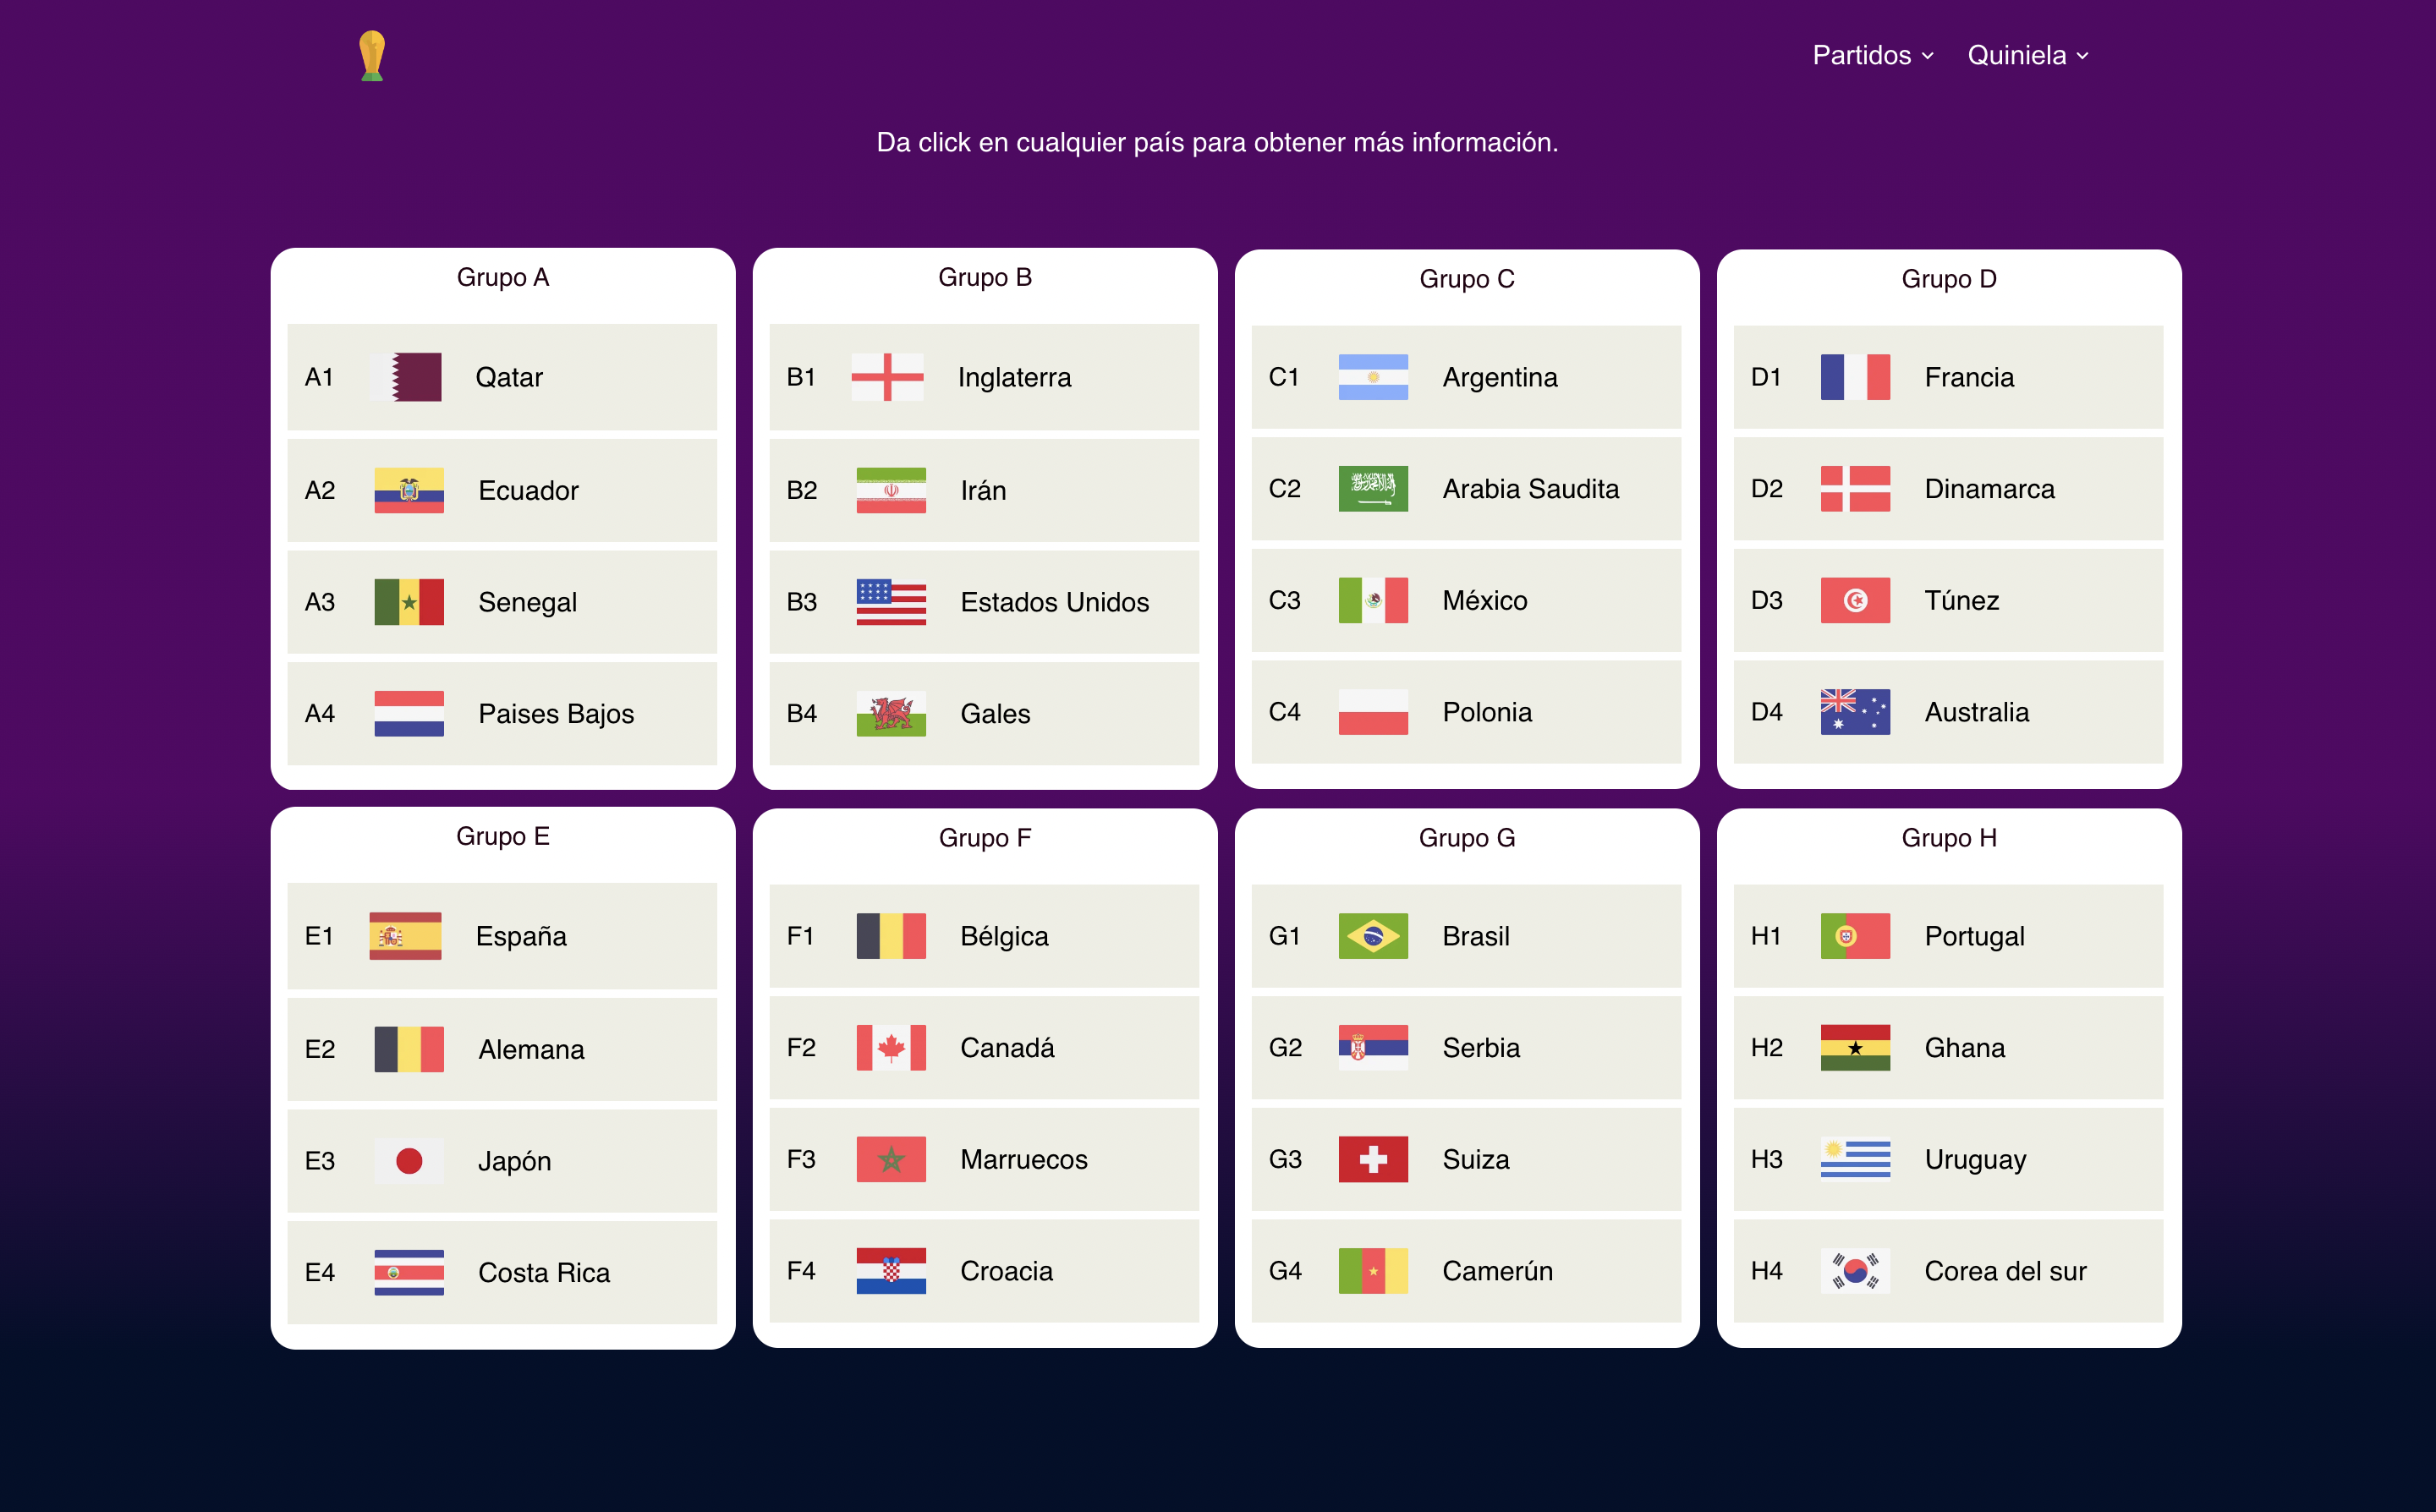 Partidos Quiniela
Da click en cualquier país para obtener más información.
Grupo A
A1 Qatar
A2 Ecuador
A3 Senegal
A4 Paises Bajos
Grupo B
B1 Inglaterra
B2 Irán
B3 Estados Unidos
B4 Gales
Grupo C
C1 Argentina
C2 Arabia Saudita
C3 México
C4 Polonia
Grupo D
D1 Francia
D2 Dinamarca
D3 Túnez
D4 Australia
Grupo E
E1 España
E2 Alemana
E3 Japón
E4 Costa Rica
Grupo F
F1 Bélgica
F2 Canadá
F3 Marruecos
F4 Croacia
Grupo G
G1 Brasil
G2 Serbia
G3 Suiza
G4 Camerún
Grupo H
H1 Portugal
H2 Ghana
H3 Uruguay
H4 Corea del sur